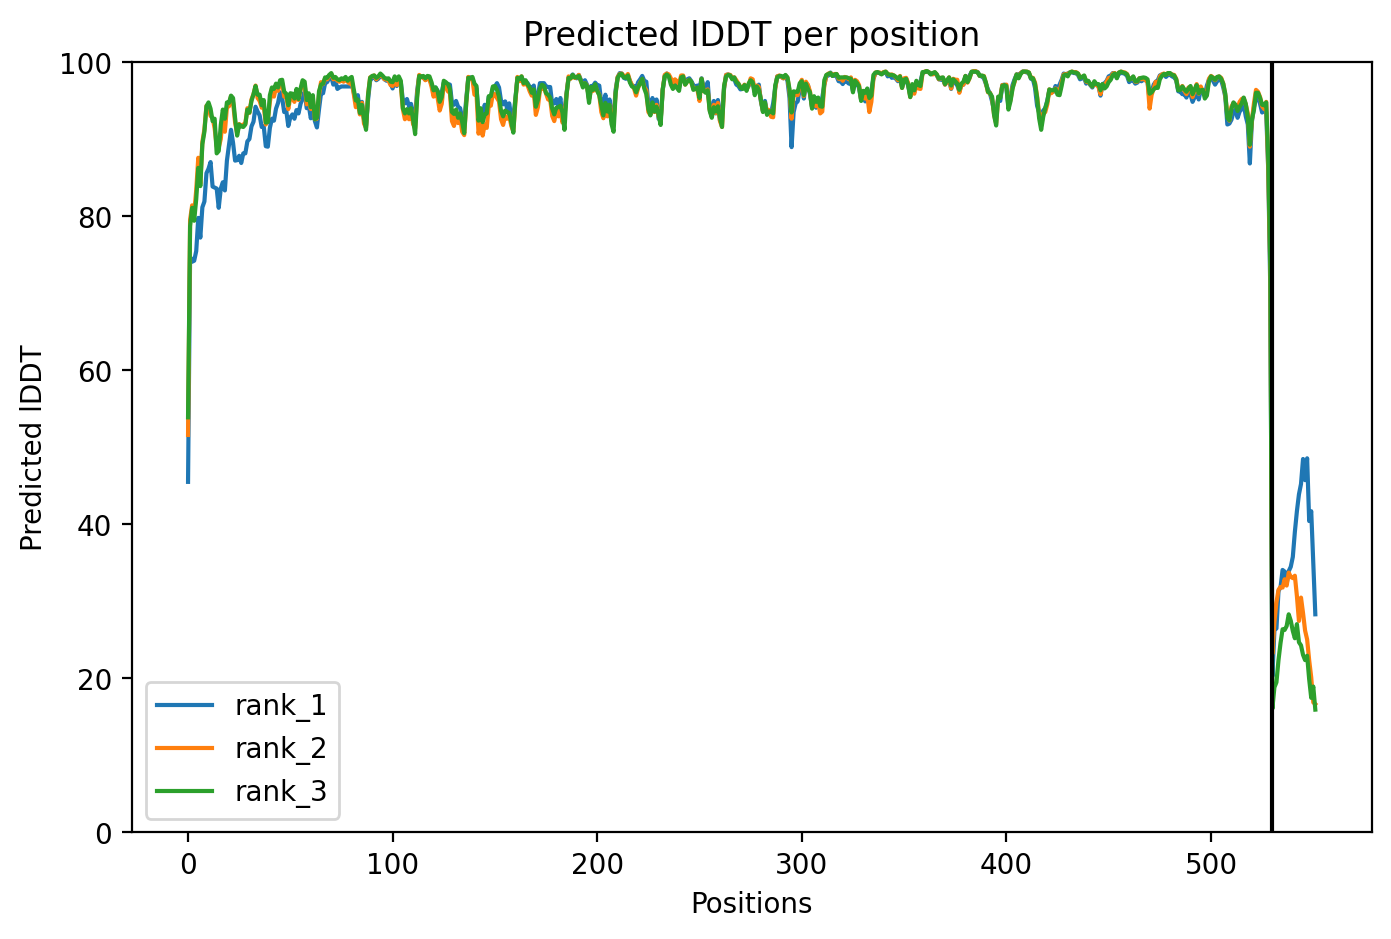 Predicted lDDT per position
Predicted lDDT
100
80
60
40
20
0
rank_1
rank_2
rank_3
0 100 200 300 400 500
Positions